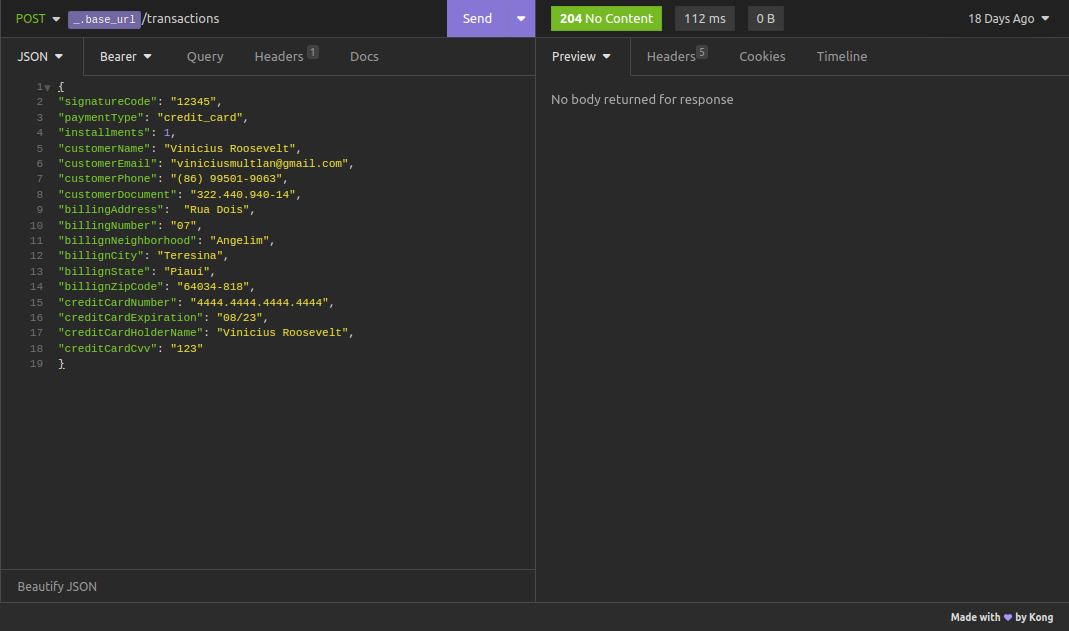 POST _.base_url/transactions Send 204 No Content 112 ms 0 B 18 Days Ago
JSON Bearer Query Headers 1 Docs Preview Headers 5 Cookies Timeline
1 {
2 "signatureCode": "12345",
3 "paymentType": "credit_card",
4 "installments": 1,
5 "customerName": "Vinicius Roosevelt",
6 "customerEmail": "viniciusmultlan@gmail.com",
7 "customerPhone": "(86) 99501-9063",
8 "customerDocument": "322.440.940-14",
9 "billingAddress":  "Rua Dois",
10 "billingNumber": "07",
11 "billignNeighborhood": "Angelim",
12 "billignCity": "Teresina",
13 "billignState": "Piauí",
14 "billignZipCode": "64034-818",
15 "creditCardNumber": "4444.4444.4444.4444",
16 "creditCardExpiration": "08/23",
17 "creditCardHolderName": "Vinicius Roosevelt",
18 "creditCardCvv": "123"
19 }
No body returned for response
Beautify JSON
Made with 💜 by Kong